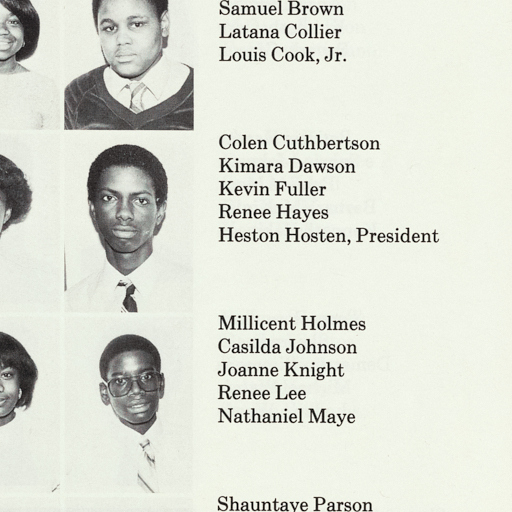 Samuel Brown
Latana Collier
Louis Cook, Jr.
Colen Cuthbertson
Kimara Dawson
Kevin Fuller
Renee Hayes
Heston Hosten, President
Millicent Holmes
Casilda Johnson
Joanne Knight
Renee Lee
Nathaniel Maye
Shauntaye Parson